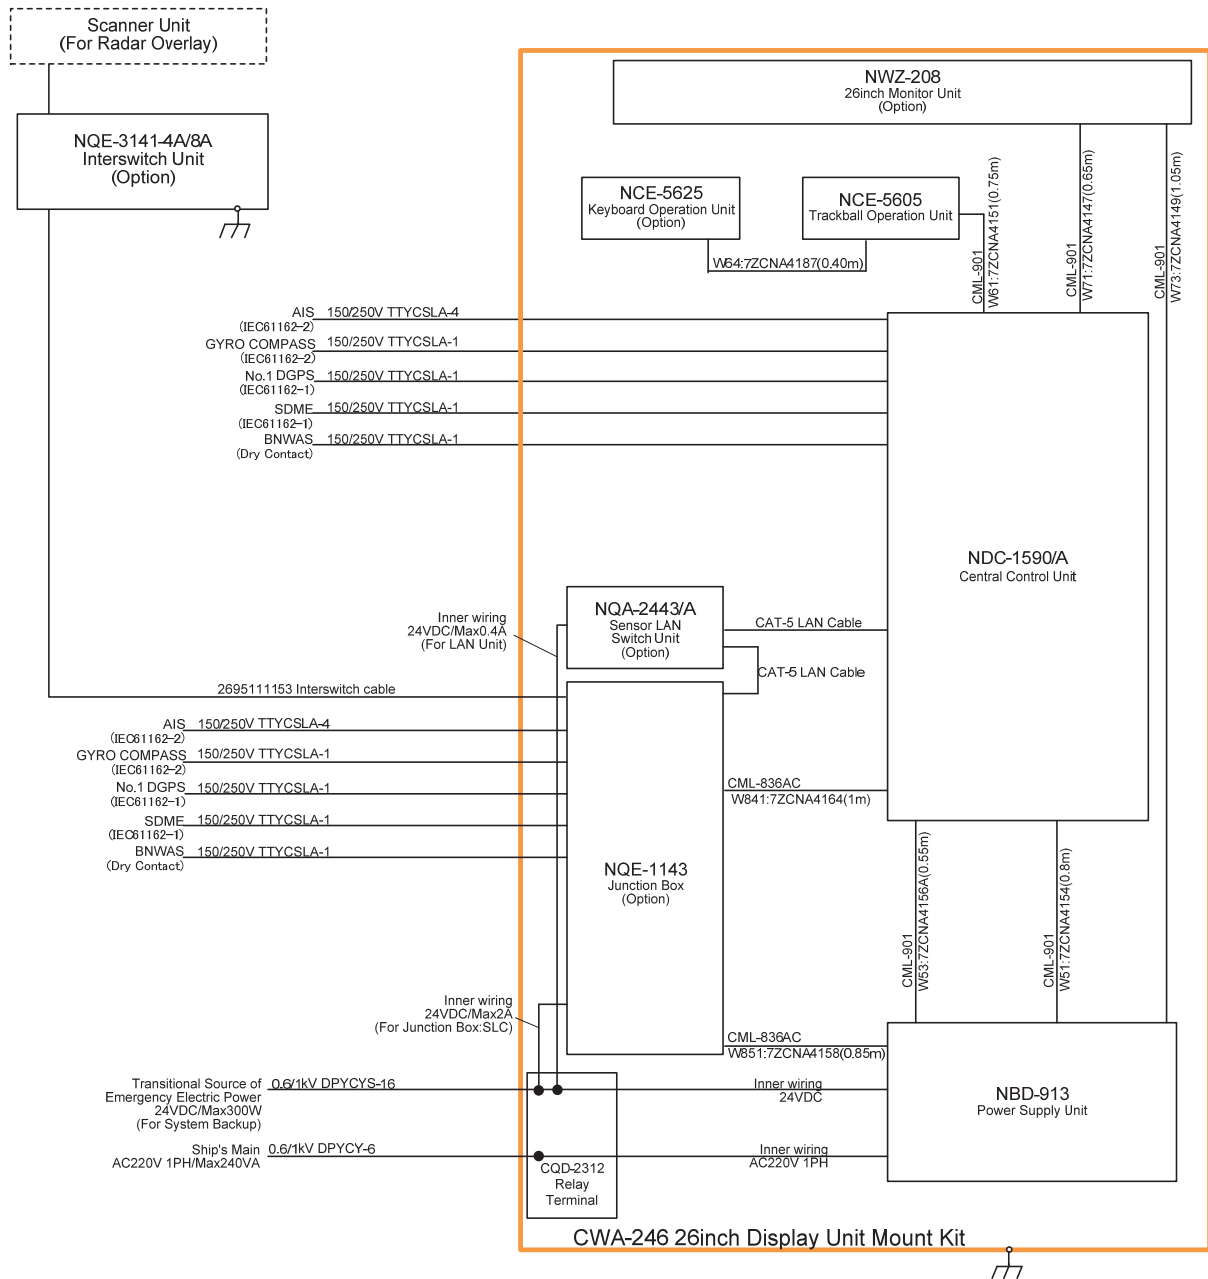 Scanner Unit
(For Radar Overlay)
NQE-3141-4A/8A
Interswitch Unit
(Option)
NWZ-208
26inch Monitor Unit
(Option)
NCE-5625
Keyboard Operation Unit
(Option)
NCE-5605
Trackball Operation Unit
W64:7ZCNA4187(0.40m)
CML-901
W61:7ZCNA4151(0.75m)
CML-901
W71:7ZCNA4147(0.65m)
CML-901
W73:7ZCNA4149(1.05m)
AIS 150/250V TTYCSLA-4
(IEC61162-2)
GYRO COMPASS 150/250V TTYCSLA-1
(IEC61162-2)
No.1 DGPS 150/250V TTYCSLA-1
(IEC61162-1)
SDME 150/250V TTYCSLA-1
(IEC61162-1)
BNWAS 150/250V TTYCSLA-1
(Dry Contact)
NDC-1590/A
Central Control Unit
NQA-2443/A
Sensor LAN
Switch Unit
(Option)
Inner wiring
24VDC/Max0.4A
(For LAN Unit)
CAT-5 LAN Cable
CAT-5 LAN Cable
2695111153 Interswitch cable
AIS 150/250V TTYCSLA-4
(IEC61162-2)
GYRO COMPASS 150/250V TTYCSLA-1
(IEC61162-2)
No.1 DGPS 150/250V TTYCSLA-1
(IEC61162-1)
SDME 150/250V TTYCSLA-1
(IEC61162-1)
BNWAS 150/250V TTYCSLA-1
(Dry Contact)
CML-836AC
W841:7ZCNA4164(1m)
NQE-1143
Junction Box
(Option)
CML-901
W53:7ZCNA4156A(0.55m)
CML-901
W51:7ZCNA4154(0.8m)
Inner wiring
24VDC/Max2A
(For Junction Box:SLC)
CML-836AC
W851:7ZCNA4158(0.85m)
Transitional Source of 0.6/1kV DPYCYS-16
Emergency Electric Power
24VDC/Max300W
(For System Backup)
Inner wiring
24VDC
NBD-913
Power Supply Unit
Ship's Main 0.6/1kV DPYCY-6
AC220V 1PH/Max240VA
Inner wiring
AC220V 1PH
CQD-2312
Relay
Terminal
CWA-246 26inch Display Unit Mount Kit